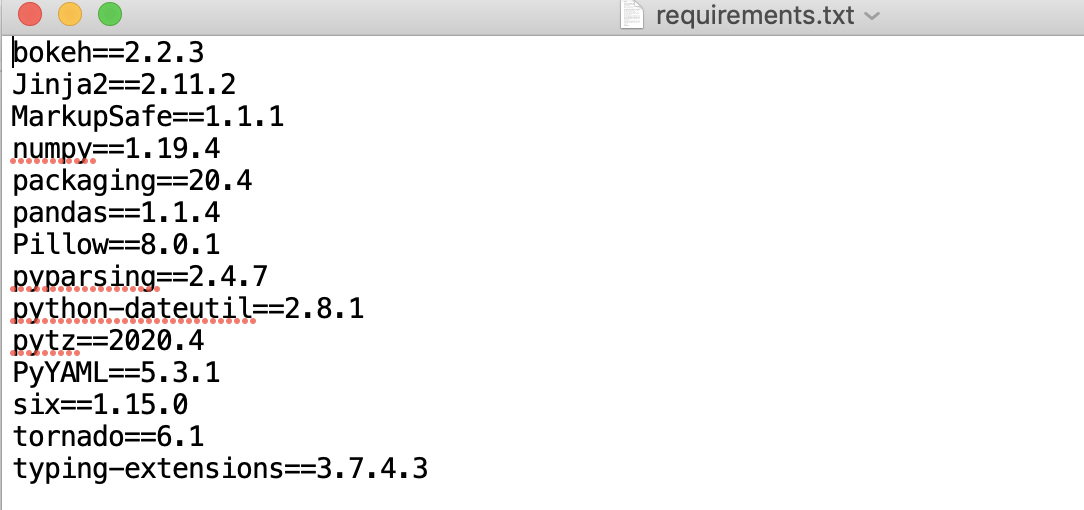 requirements.txt
bokeh==2.2.3
Jinja2==2.11.2
MarkupSafe==1.1.1
numpy==1.19.4
packaging==20.4
pandas==1.1.4
Pillow==8.0.1
pyparsing==2.4.7
python-dateutil==2.8.1
pytz==2020.4
PyYAML==5.3.1
six==1.15.0
tornado==6.1
typing-extensions==3.7.4.3